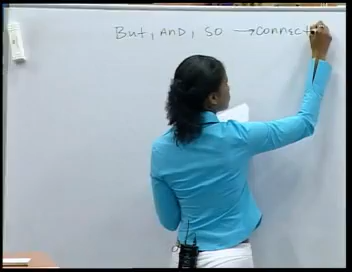 But, AND, SO → connect